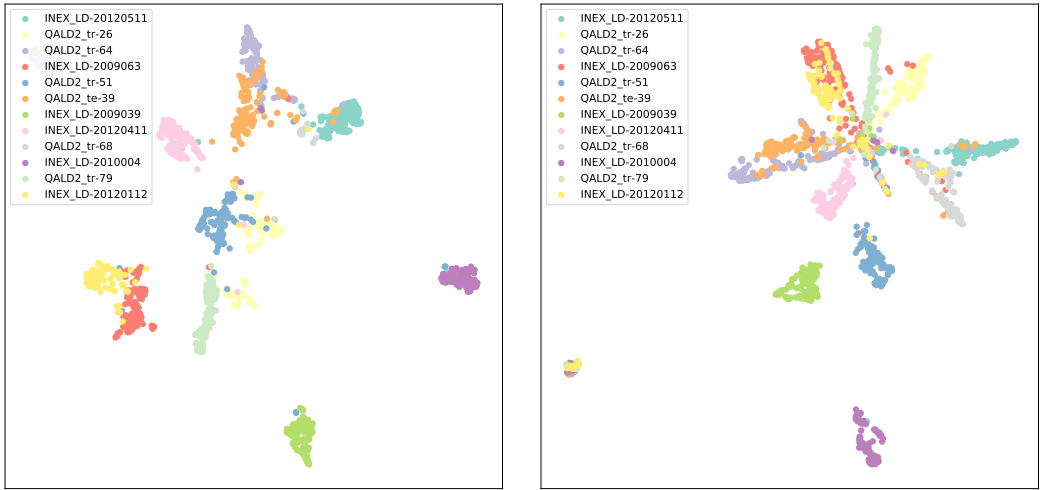 INEX_LD-20120511
QALD2_tr-26
QALD2_tr-64
INEX_LD-2009063
QALD2_tr-51
QALD2_te-39
INEX_LD-2009039
INEX_LD-20120411
QALD2_tr-68
INEX_LD-2010004
QALD2_tr-79
INEX_LD-20120112
INEX_LD-20120511
QALD2_tr-26
QALD2_tr-64
INEX_LD-2009063
QALD2_tr-51
QALD2_te-39
INEX_LD-2009039
INEX_LD-20120411
QALD2_tr-68
INEX_LD-2010004
QALD2_tr-79
INEX_LD-20120112